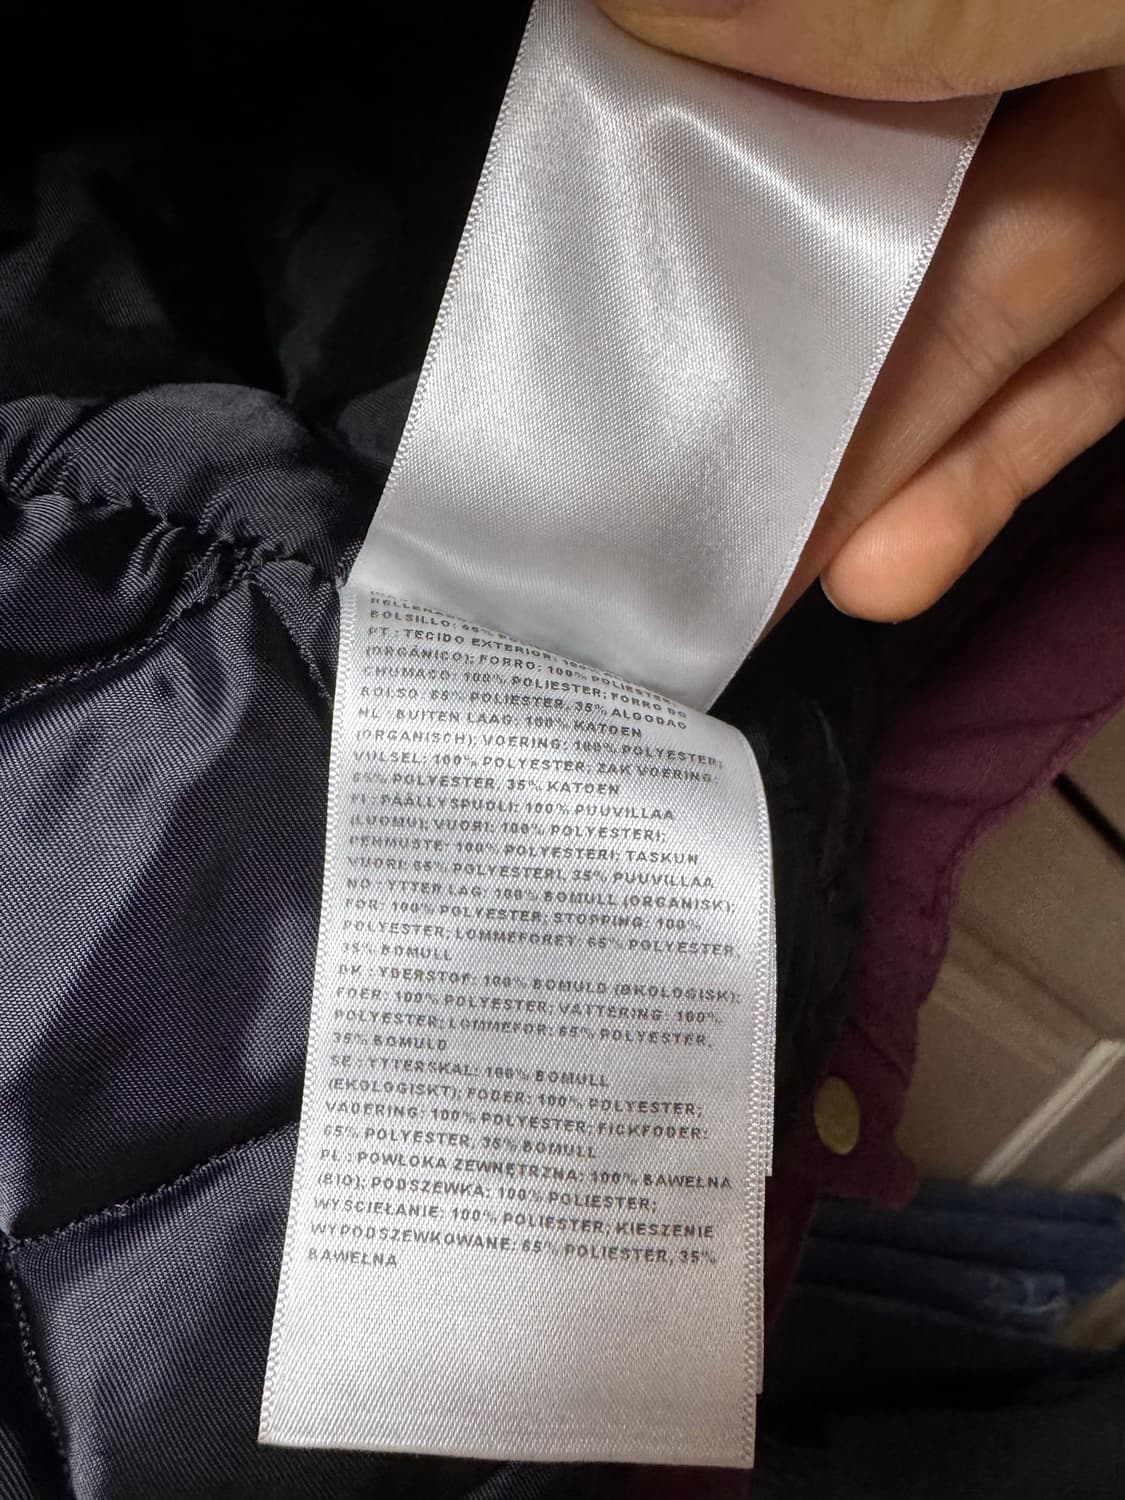 BOLSILLO: 65%
PT : TECIDO EXTERIOR: 100%
(ORGÂNICO); FORRO: 100% POLIESTER;
CHUMAÇO: 100% POLIESTER; FORRO DO
BOLSO: 65% POLIESTER, 35% ALGODAO
NL : BUITEN LAAG: 100% KATOEN
(ORGANISCH); VOERING: 100% POLYESTER;
VULSEL: 100% POLYESTER; ZAK VOERING:
65% POLYESTER, 35% KATOEN
FI : PÄÄLLYSPUOLI: 100% PUUVILLAA
(LUOMU); VUORI: 100% POLYESTERI;
PEHMUSTE: 100% POLYESTERI; TASKUN
VUORI: 65% POLYESTERI, 35% PUUVILLAA
NO : YTTER LAG: 100% BOMULL (ORGANISK);
FOR: 100% POLYESTER; STOPPING: 100%
POLYESTER; LOMMEFORET: 65% POLYESTER,
35% BOMULL
DK : YDERSTOF: 100% BOMULD (ØKOLOGISK);
FOER: 100% POLYESTER; VATTERING: 100%
POLYESTER; LOMMEFOR: 65% POLYESTER,
35% BOMULD
SE : YTTERSKAL: 100% BOMULL
(EKOLOGISKT); FODER: 100% POLYESTER;
VADERING: 100% POLYESTER; FICKFODER:
65% POLYESTER, 35% BOMULL
PL : POWŁOKA ZEWNĘTRZNA: 100% BAWEŁNA
(BIO); PODSZEWKA: 100% POLIESTER;
WYŚCIEŁANIE: 100% POLIESTER; KIESZENIE
WYPODSZEWKOWANE: 65% POLIESTER, 35%
BAWEŁNA